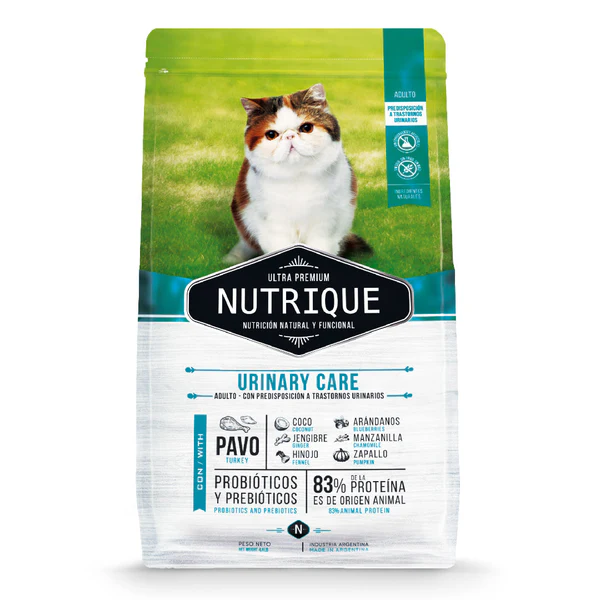 ADULTO
PREDISPOSICIÓN
A TRASTORNOS
URINARIOS
INGREDIENTES
NATURALES
ULTRA PREMIUM
NUTRIQUE
NUTRICIÓN NATURAL Y FUNCIONAL
URINARY CARE
ADULTO - CON PREDISPOSICIÓN A TRASTORNOS URINARIOS
CON / WITH
PAVO
TURKEY
COCO
COCONUT
JENGIBRE
GINGER
HINOJO
FENNEL
ARÁNDANOS
BLUEBERRIES
MANZANILLA
CHAMOMILE
ZAPALLO
PUMPKIN
PROBIÓTICOS
Y PREBIÓTICOS
PROBIOTICS AND PREBIOTICS
83% DE LA PROTEÍNA
ES DE ORIGEN ANIMAL
83% ANIMAL PROTEIN
N
PESO NETO
NET WEIGHT
INDUSTRIA ARGENTINA
MADE IN ARGENTINA